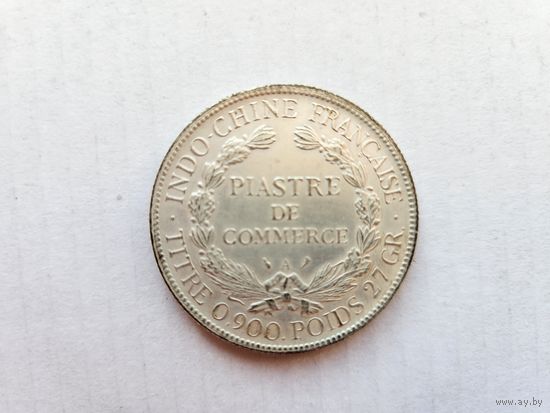 INDO-CHINE FRANÇAISE
PIASTRE
DE
COMMERCE
A
TITRE 0.900. POIDS 27 GR.
www.ay.by